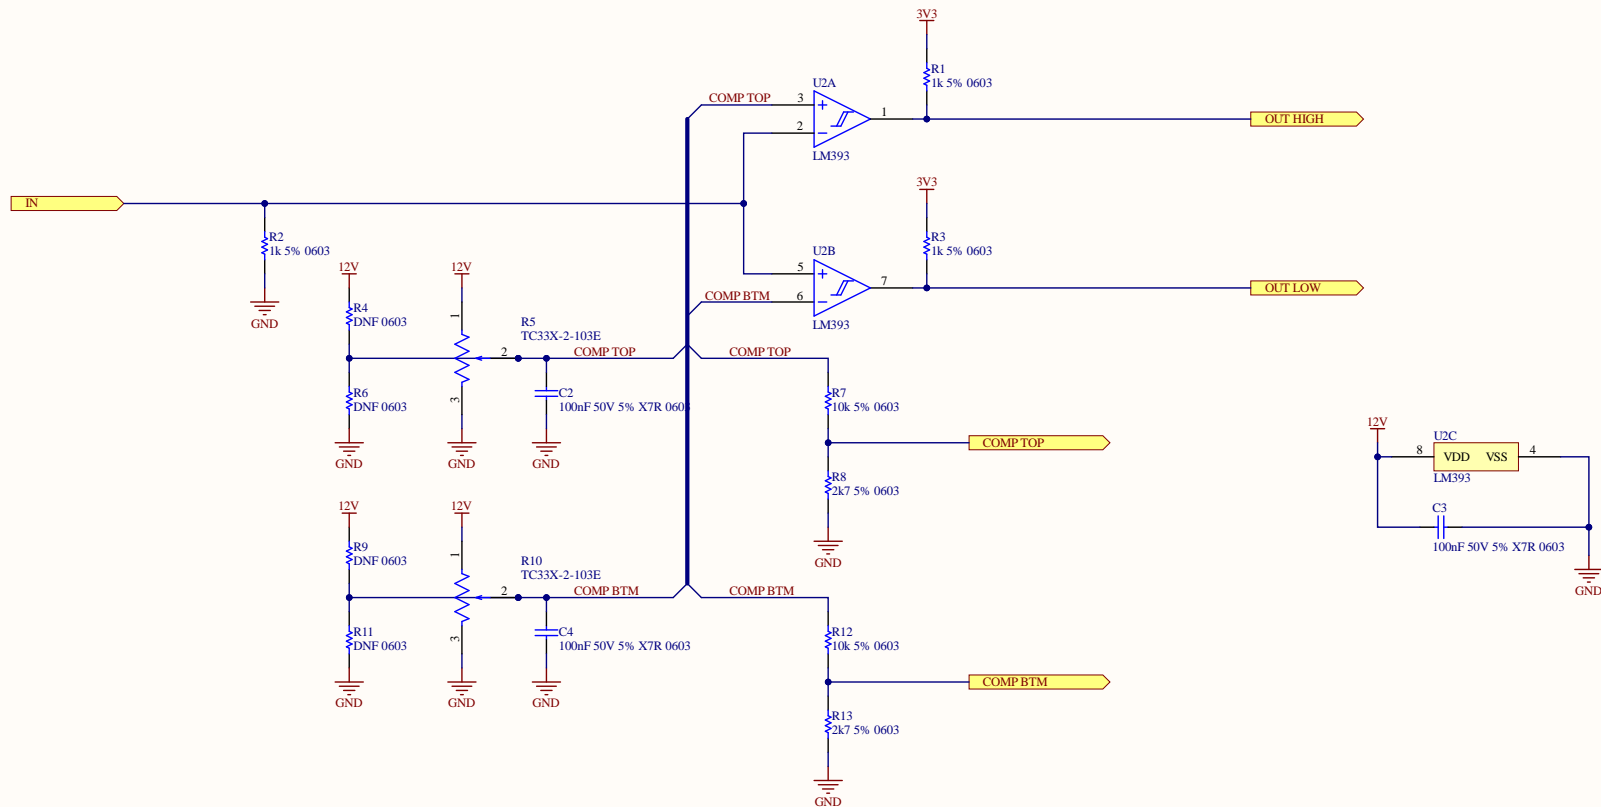 3V3
R1
1k 5% 0603
U2A
COMP TOP
3
2
1
LM393
OUT HIGH
IN
3V3
R2
1k 5% 0603
GND
R3
1k 5% 0603
U2B
5
COMP BTM
6
7
LM393
OUT LOW
12V
12V
R4
DNF 0603
1
R5
TC33X-2-103E
2
COMP TOP
COMP TOP
R6
DNF 0603
3
C2
100nF 50V 5% X7R 0603
R7
10k 5% 0603
GND
GND
GND
COMP TOP
R8
2k7 5% 0603
GND
12V
U2C
8
VDD
VSS
4
LM393
C3
100nF 50V 5% X7R 0603
GND
12V
12V
R9
DNF 0603
1
R10
TC33X-2-103E
2
COMP BTM
COMP BTM
R11
DNF 0603
3
C4
100nF 50V 5% X7R 0603
R12
10k 5% 0603
GND
GND
GND
COMP BTM
R13
2k7 5% 0603
GND